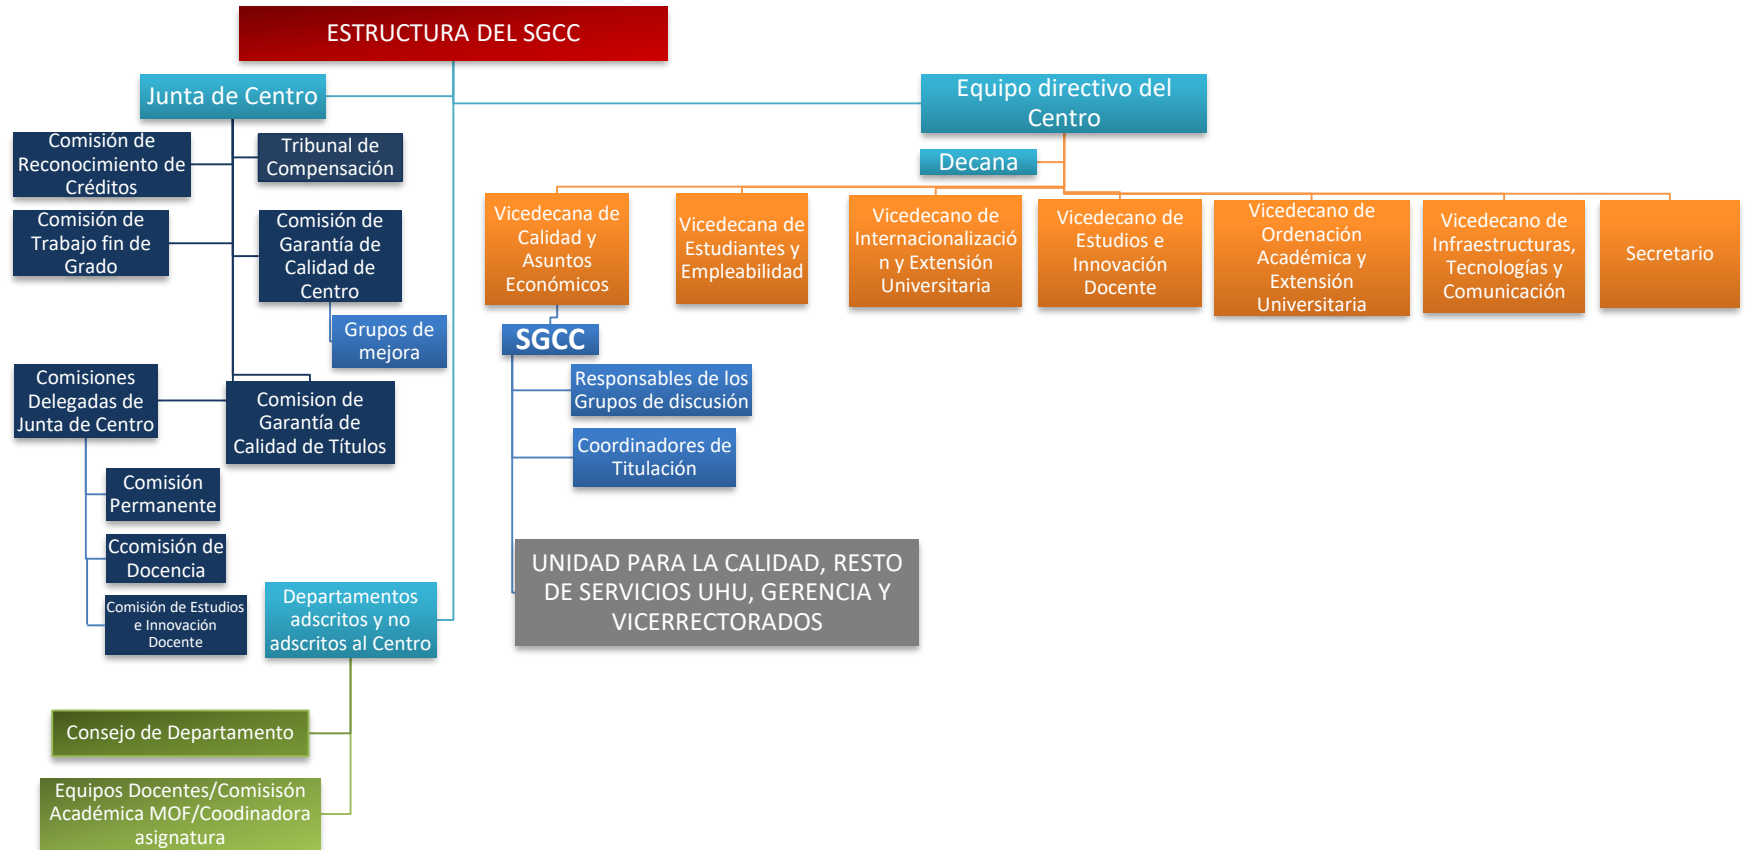 ESTRUCTURA DEL SGCC
Junta de Centro
Equipo directivo del
Centro
Comisión de
Reconocimiento de
Créditos
Tribunal de
Compensación
Decana
Comisión de
Trabajo fin de
Grado
Comisión de
Garantía de
Calidad de
Centro
Grupos de
mejora
Comisiones
Delegadas de
Junta de Centro
Comision de
Garantía de
Calidad de Títulos
Comisión
Permanente
Ccomisión de
Docencia
Comisión de Estudios
e Innovación
Docente
Vicedecana de
Calidad y
Asuntos
Económicos
Vicedecana de
Estudiantes y
Empleabilidad
Vicedecano de
Internacionalizació
n y Extensión
Universitaria
Vicedecano de
Estudios e
Innovación
Docente
Vicedecano de
Ordenación
Académica y
Extensión
Universitaria
Vicedecano de
Infraestructuras,
Tecnologías y
Comunicación
Secretario
SGCC
Responsables de los
Grupos de discusión
Coordinadores de
Titulación
UNIDAD PARA LA CALIDAD, RESTO
DE SERVICIOS UHU, GERENCIA Y
VICERRECTORADOS
Departamentos
adscritos y no
adscritos al Centro
Consejo de Departamento
Equipos Docentes/Comisisón
Académica MOF/Coodinadora
asignatura